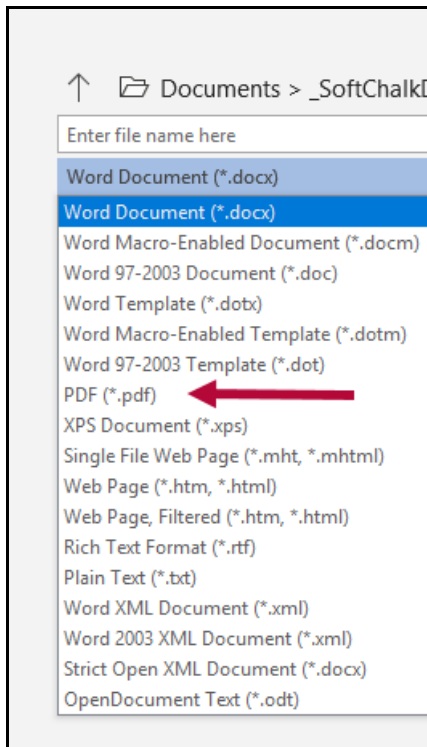 Documents > _SoftChalkD
Enter file name here
Word Document (*.docx)
Word Document (*.docx)
Word Macro-Enabled Document (*.docm)
Word 97-2003 Document (*.doc)
Word Template (*.dotx)
Word Macro-Enabled Template (*.dotm)
Word 97-2003 Template (*.dot)
PDF (*.pdf)
XPS Document (*.xps)
Single File Web Page (*.mht, *.mhtml)
Web Page (*.htm, *.html)
Web Page, Filtered (*.htm, *.html)
Rich Text Format (*.rtf)
Plain Text (*.txt)
Word XML Document (*.xml)
Word 2003 XML Document (*.xml)
Strict Open XML Document (*.docx)
OpenDocument Text (*.odt)